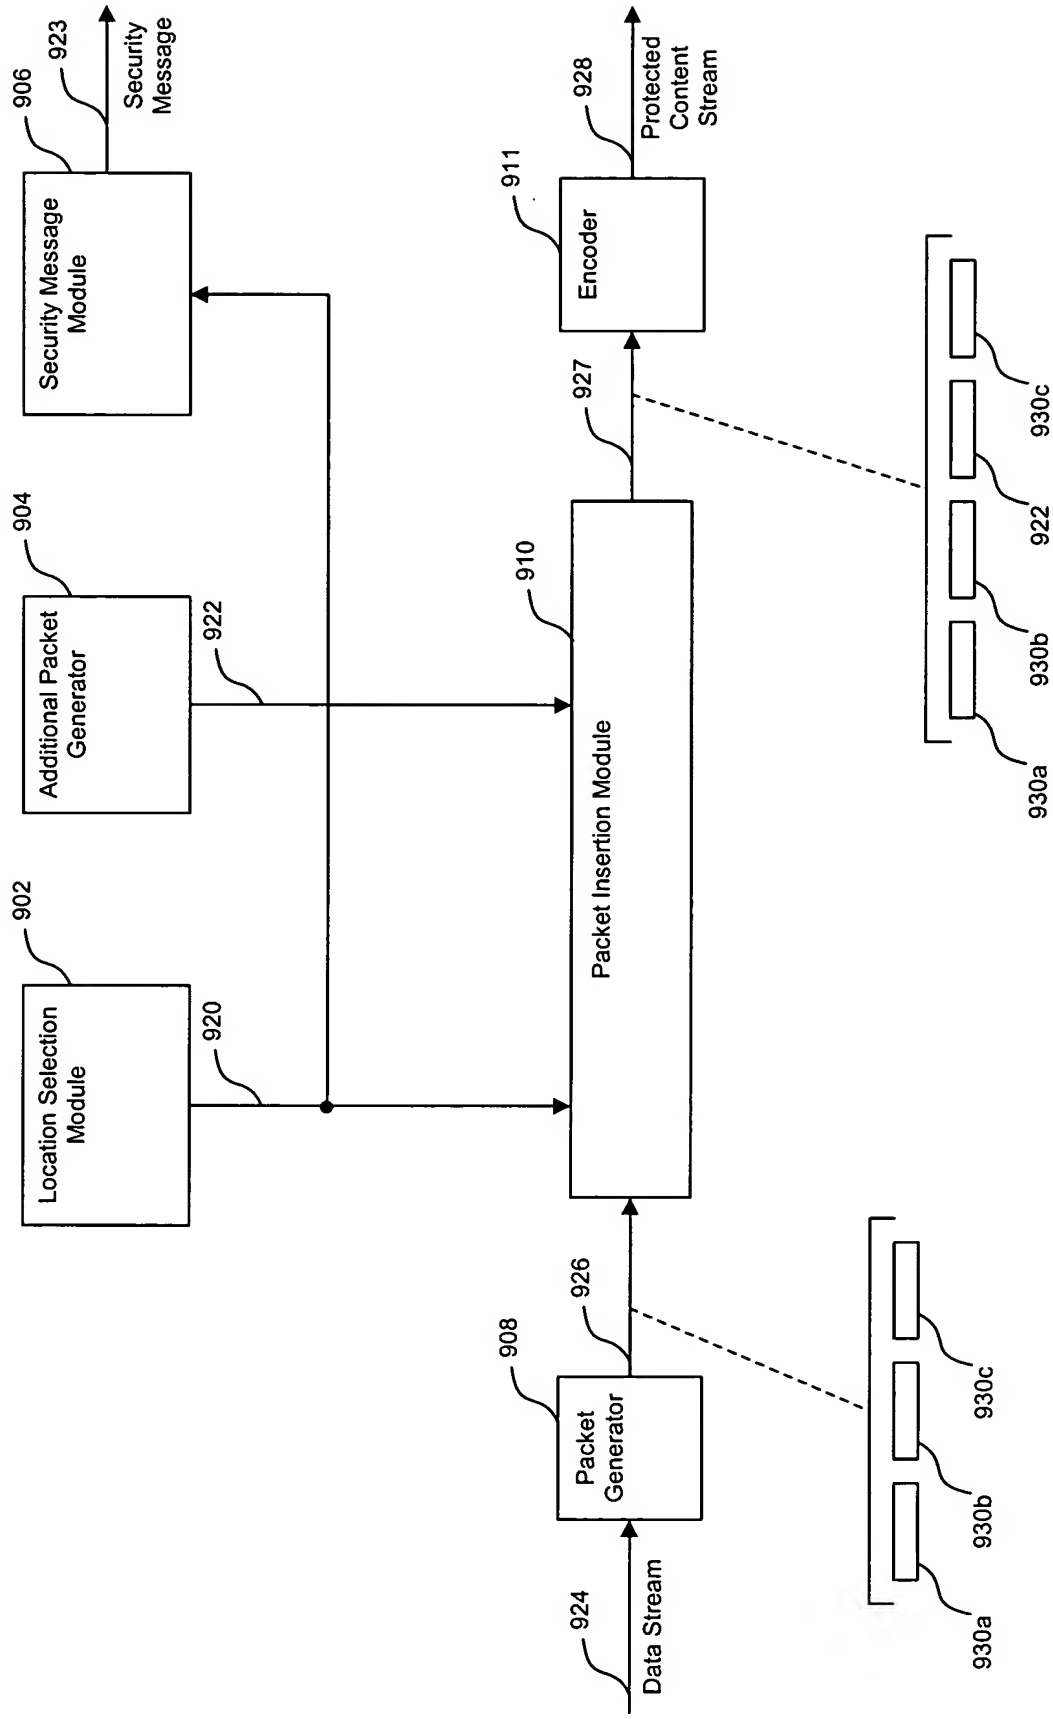 902
Location Selection
Module
920
904
Additional Packet
Generator
922
906
Security Message
Module
923
Security
Message
924
Data Stream
908
Packet
Generator
926
910
Packet Insertion Module
927
911
Encoder
928
Protected
Content
Stream
930a
930b
930c
930a
930b
922
930c